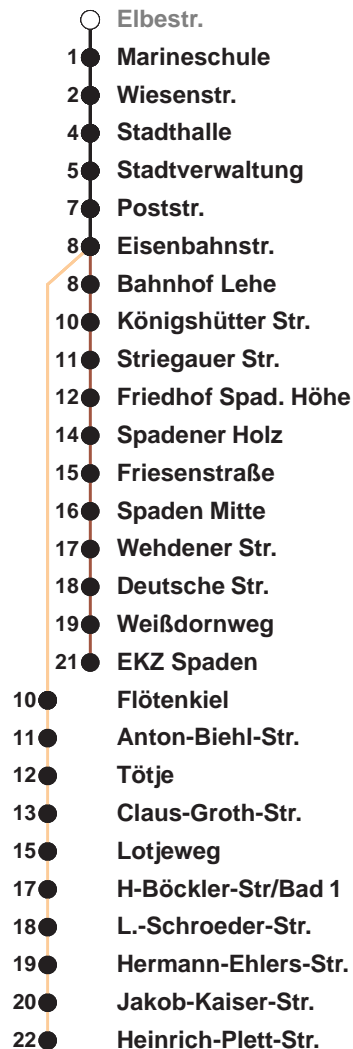 Elbestr.
1 Marineschule
2 Wiesenstr.
4 Stadthalle
5 Stadtverwaltung
7 Poststr.
8 Eisenbahnstr.
8 Bahnhof Lehe
10 Königshütter Str.
11 Striegauer Str.
12 Friedhof Spad. Höhe
14 Spadener Holz
15 Friesenstraße
16 Spaden Mitte
17 Wehdener Str.
18 Deutsche Str.
19 Weißdornweg
21 EKZ Spaden
10 Flötenkiel
11 Anton-Biehl-Str.
12 Tötje
13 Claus-Groth-Str.
15 Lotjeweg
17 H-Böckler-Str/Bad 1
18 L.-Schroeder-Str.
19 Hermann-Ehlers-Str.
20 Jakob-Kaiser-Str.
22 Heinrich-Plett-Str.